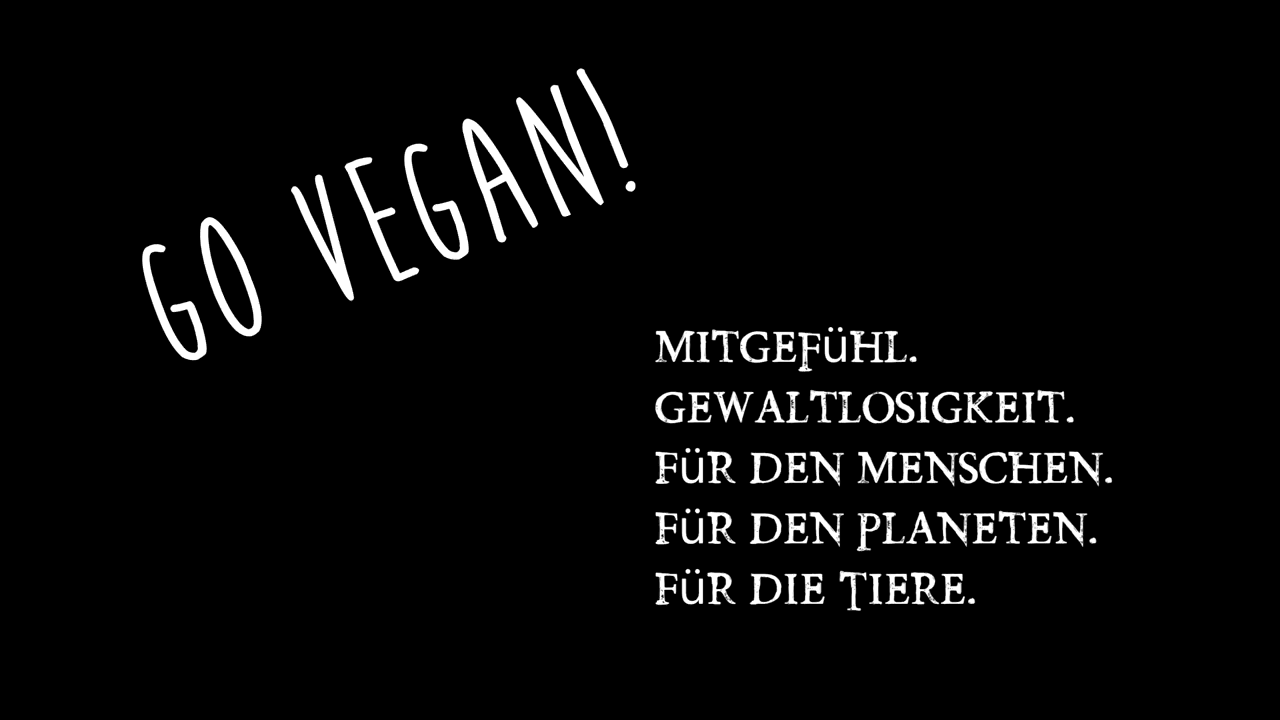 GO VEGAN!
MITGEFÜHL.
GEWALTLOSIGKEIT.
FÜR DEN MENSCHEN.
FÜR DEN PLANETEN.
FÜR DIE TIERE.